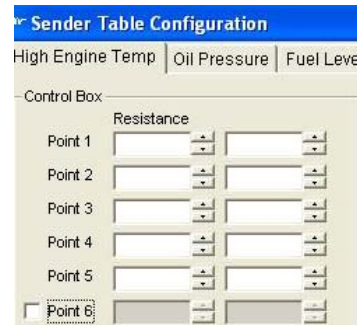 Sender Table Configuration
High Engine Temp Oil Pressure Fuel Leve
Control Box
Resistance
Point 1
Point 2
Point 3
Point 4
Point 5
Point 6